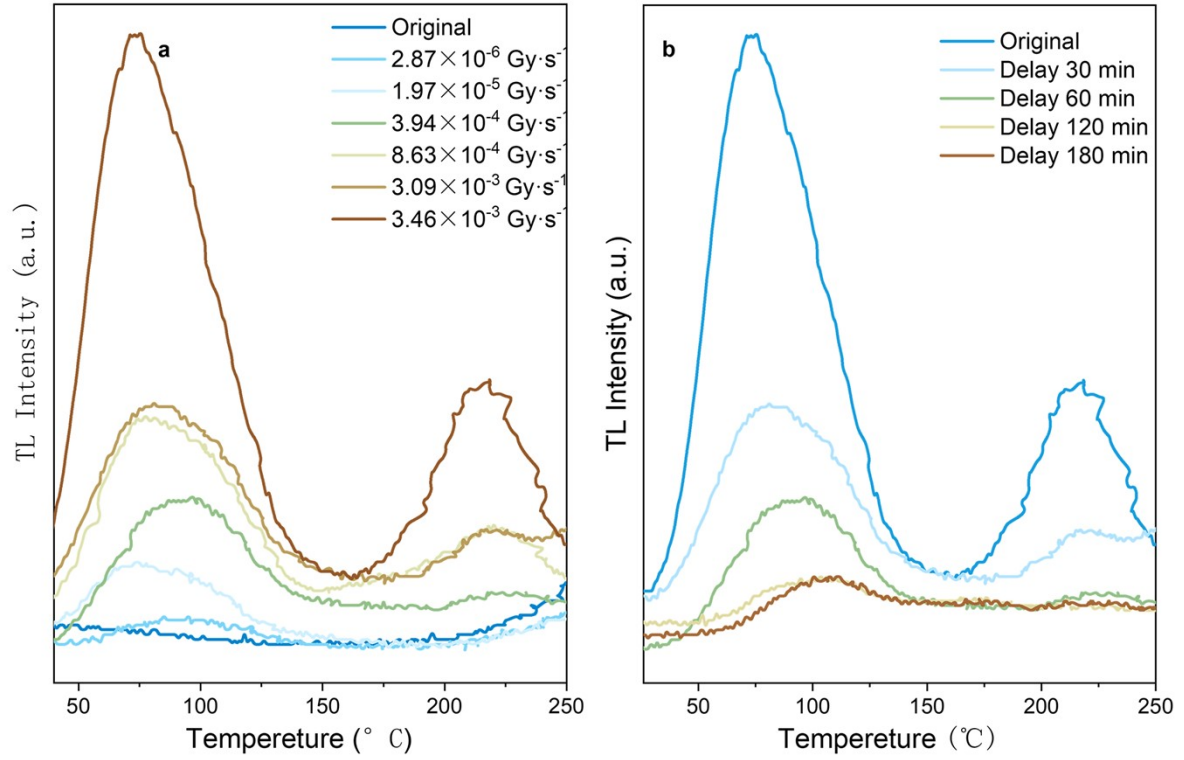 a
Original
2.87×10⁻⁶ Gy·s⁻¹
1.97×10⁻⁵ Gy·s⁻¹
3.94×10⁻⁴ Gy·s⁻¹
8.63×10⁻⁴ Gy·s⁻¹
3.09×10⁻³ Gy·s⁻¹
3.46×10⁻³ Gy·s⁻¹
TL Intensity (a.u.)
50 100 150 200 250
Tempereture (° C)
b
Original
Delay 30 min
Delay 60 min
Delay 120 min
Delay 180 min
TL Intensity (a.u.)
50 100 150 200 250
Tempereture (℃)